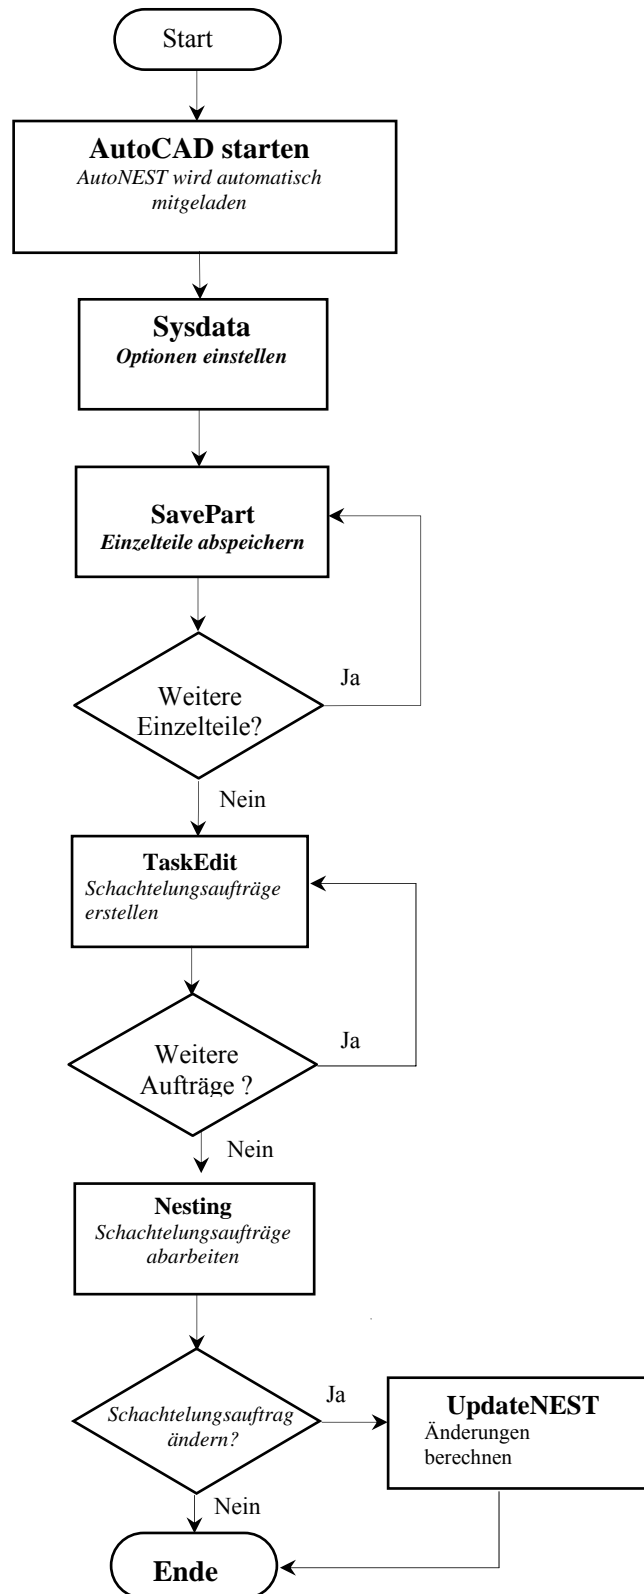 Start
AutoCAD starten
AutoNEST wird automatisch
mitgeladen
Sysdata
Optionen einstellen
SavePart
Einzelteile abspeichern
Ja
Weitere
Einzelteile?
Nein
TaskEdit
Schachtelungsaufträge
erstellen
Ja
Weitere
Aufträge ?
Nein
Nesting
Schachtelungsaufträge
abarbeiten
Ja
Schachtelungsauftrag
ändern?
UpdateNEST
Änderungen
berechnen
Nein
Ende